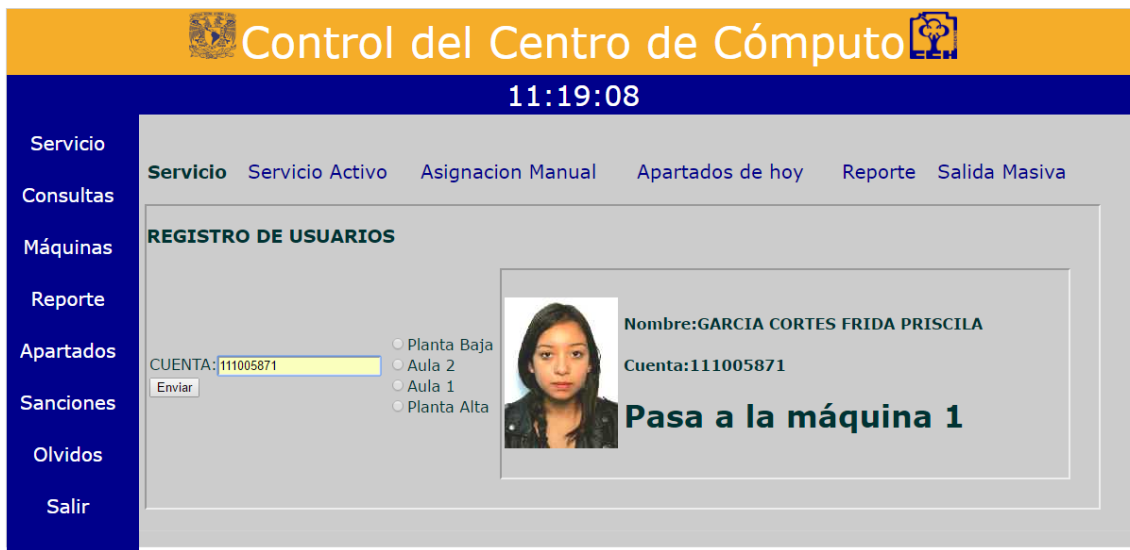 Control del Centro de Cómputo
CCH
11:19:08
Servicio
Consultas
Máquinas
Reporte
Apartados
Sanciones
Olvidos
Salir
Servicio Servicio Activo Asignacion Manual Apartados de hoy Reporte Salida Masiva
REGISTRO DE USUARIOS
CUENTA: 111005871
Enviar
Planta Baja
Aula 2
Aula 1
Planta Alta
Nombre:GARCIA CORTES FRIDA PRISCILA
Cuenta:111005871
Pasa a la máquina 1